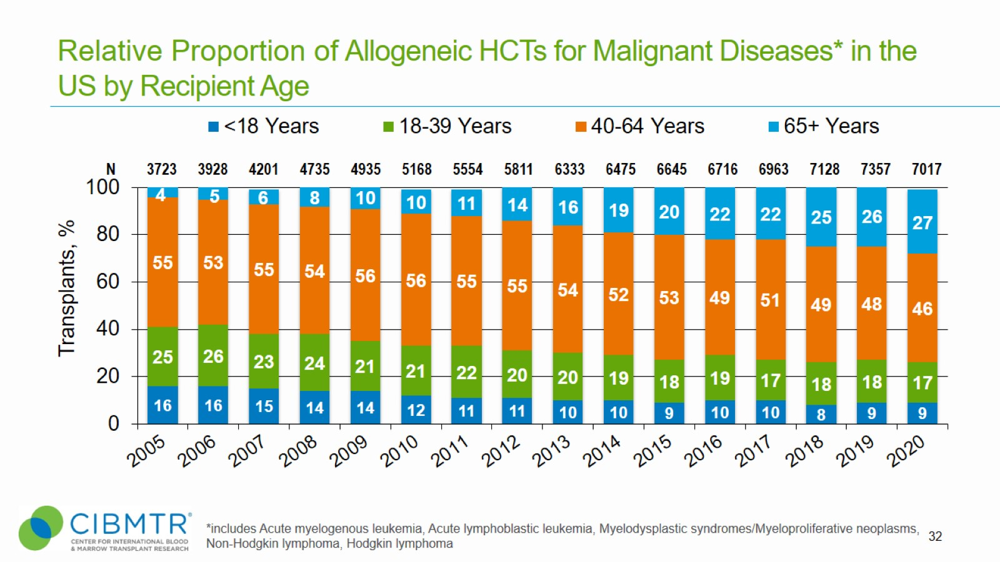 Relative Proportion of Allogeneic HCTs for Malignant Diseases* in the
US by Recipient Age
<18 Years 18-39 Years 40-64 Years 65+ Years
N 3723 3928 4201 4735 4935 5168 5554 5811 6333 6475 6645 6716 6963 7128 7357 7017
Transplants, %
100
80
60
40
20
0
4 5 6 8 10 10 11 14 16 19 20 22 22 25 26 27
55 53 55 54 56 56 55 55 54 52 53 49 51 49 48 46
25 26 23 24 21 21 22 20 20 19 18 19 17 18 18 17
16 16 15 14 14 12 11 11 10 10 9 10 10 8 9 9
2005 2006 2007 2008 2009 2010 2011 2012 2013 2014 2015 2016 2017 2018 2019 2020
CIBMTR®
CENTER FOR INTERNATIONAL BLOOD
& MARROW TRANSPLANT RESEARCH
*includes Acute myelogenous leukemia, Acute lymphoblastic leukemia, Myelodysplastic syndromes/Myeloproliferative neoplasms,
Non-Hodgkin lymphoma, Hodgkin lymphoma
32